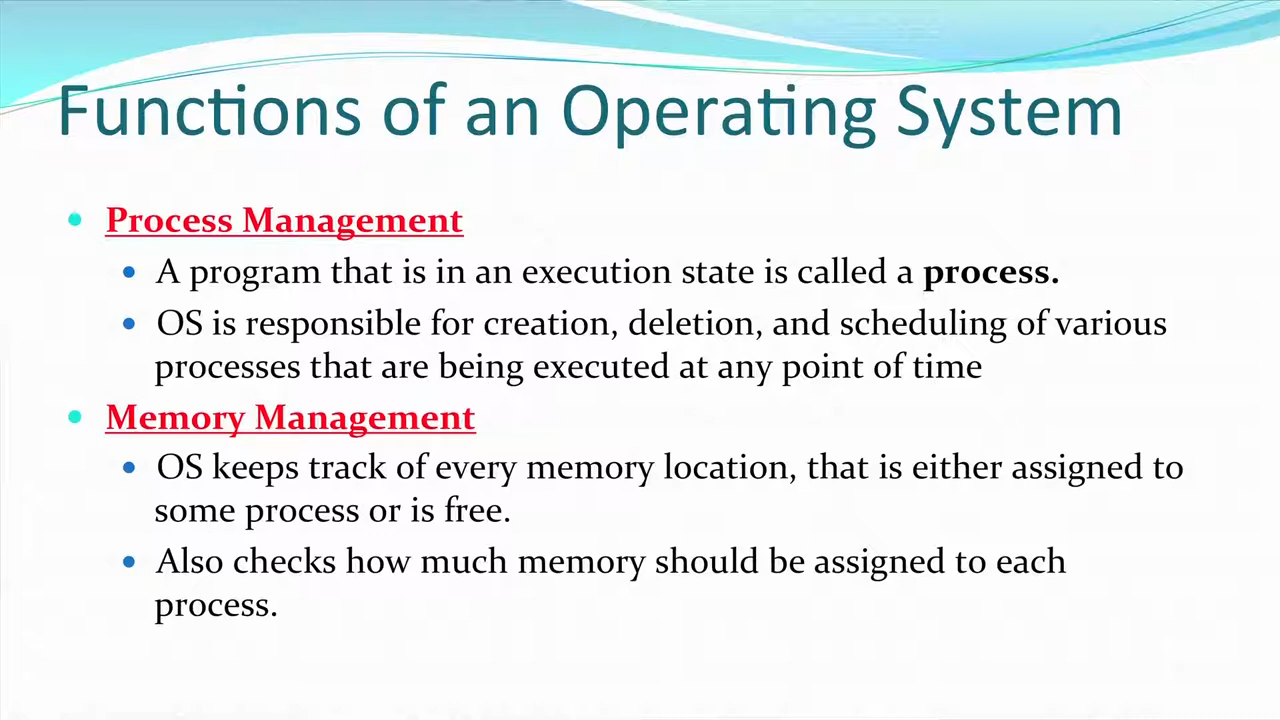 Functions of an Operating System
Process Management
A program that is in an execution state is called a process.
OS is responsible for creation, deletion, and scheduling of various
processes that are being executed at any point of time
Memory Management
OS keeps track of every memory location, that is either assigned to
some process or is free.
Also checks how much memory should be assigned to each
process.